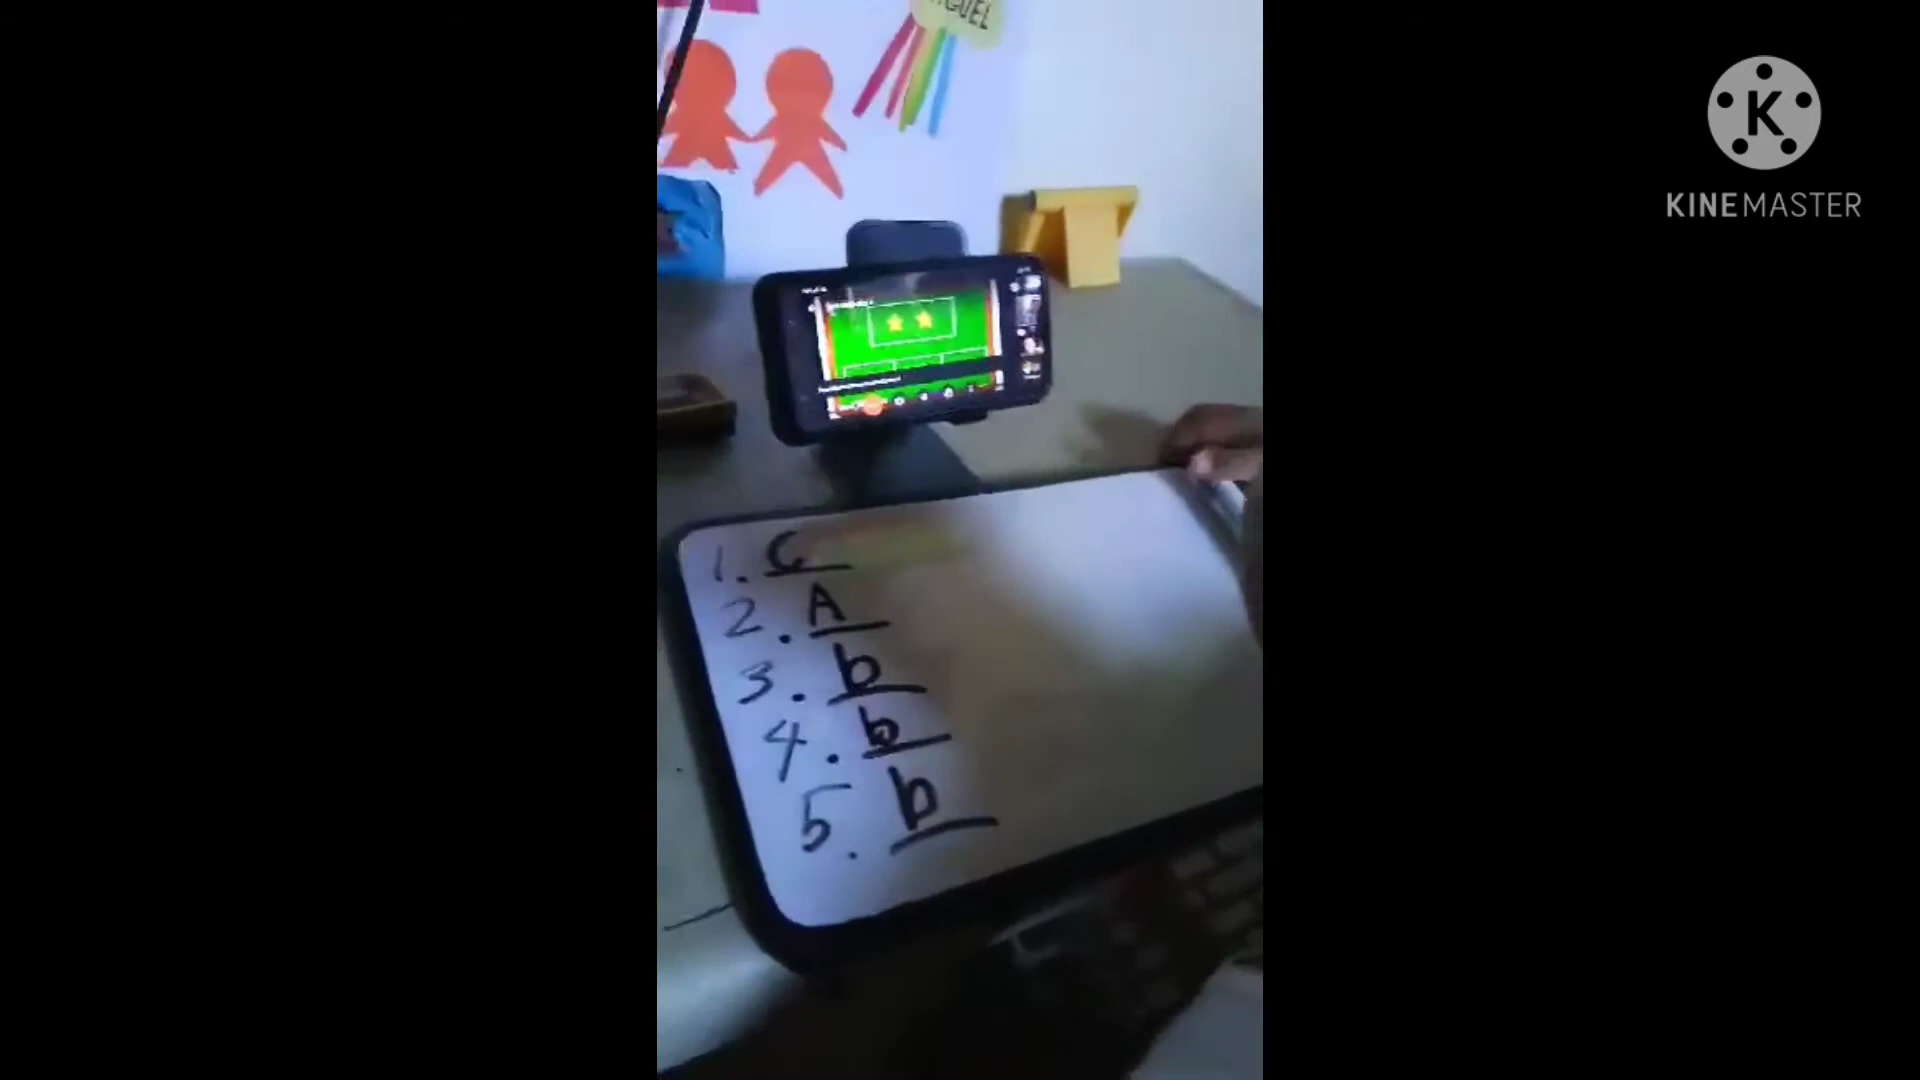 KINEMASTER
1. C
2. A
3. b
4. b
5. b